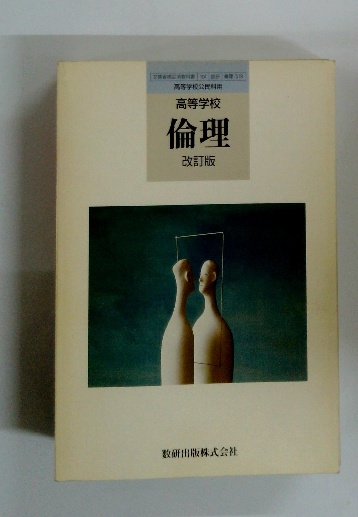 高等学校公民科用
高等学校
倫理
改訂版
数研出版株式会社